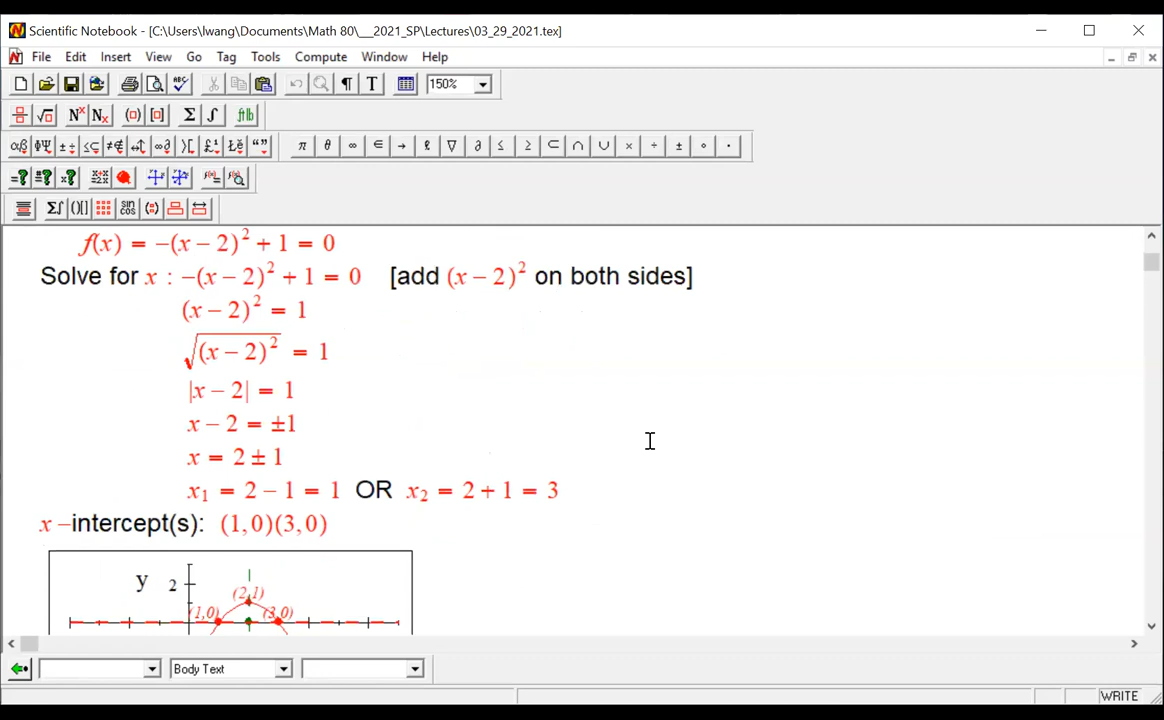 Scientific Notebook - [C:\Users\lwang\Documents\Math 80\__2021_SP\Lectures\03_29_2021.tex]
File Edit Insert View Go Tag Tools Compute Window Help
150%
π θ ∞ ∈ → ℓ ∇ ∂ ≤ ≥ ⊂ ∩ ∪ × ÷ ± ∘ ·
f(x) = −(x − 2)² + 1 = 0
Solve for x : −(x − 2)² + 1 = 0 [add (x − 2)² on both sides]
(x − 2)² = 1
√(x − 2)² = 1
|x − 2| = 1
x − 2 = ±1
x = 2 ± 1
x₁ = 2 − 1 = 1 OR x₂ = 2 + 1 = 3
x −intercept(s): (1,0)(3,0)
y 2
(2,1)
(1,0) (3,0)
Body Text
WRITE